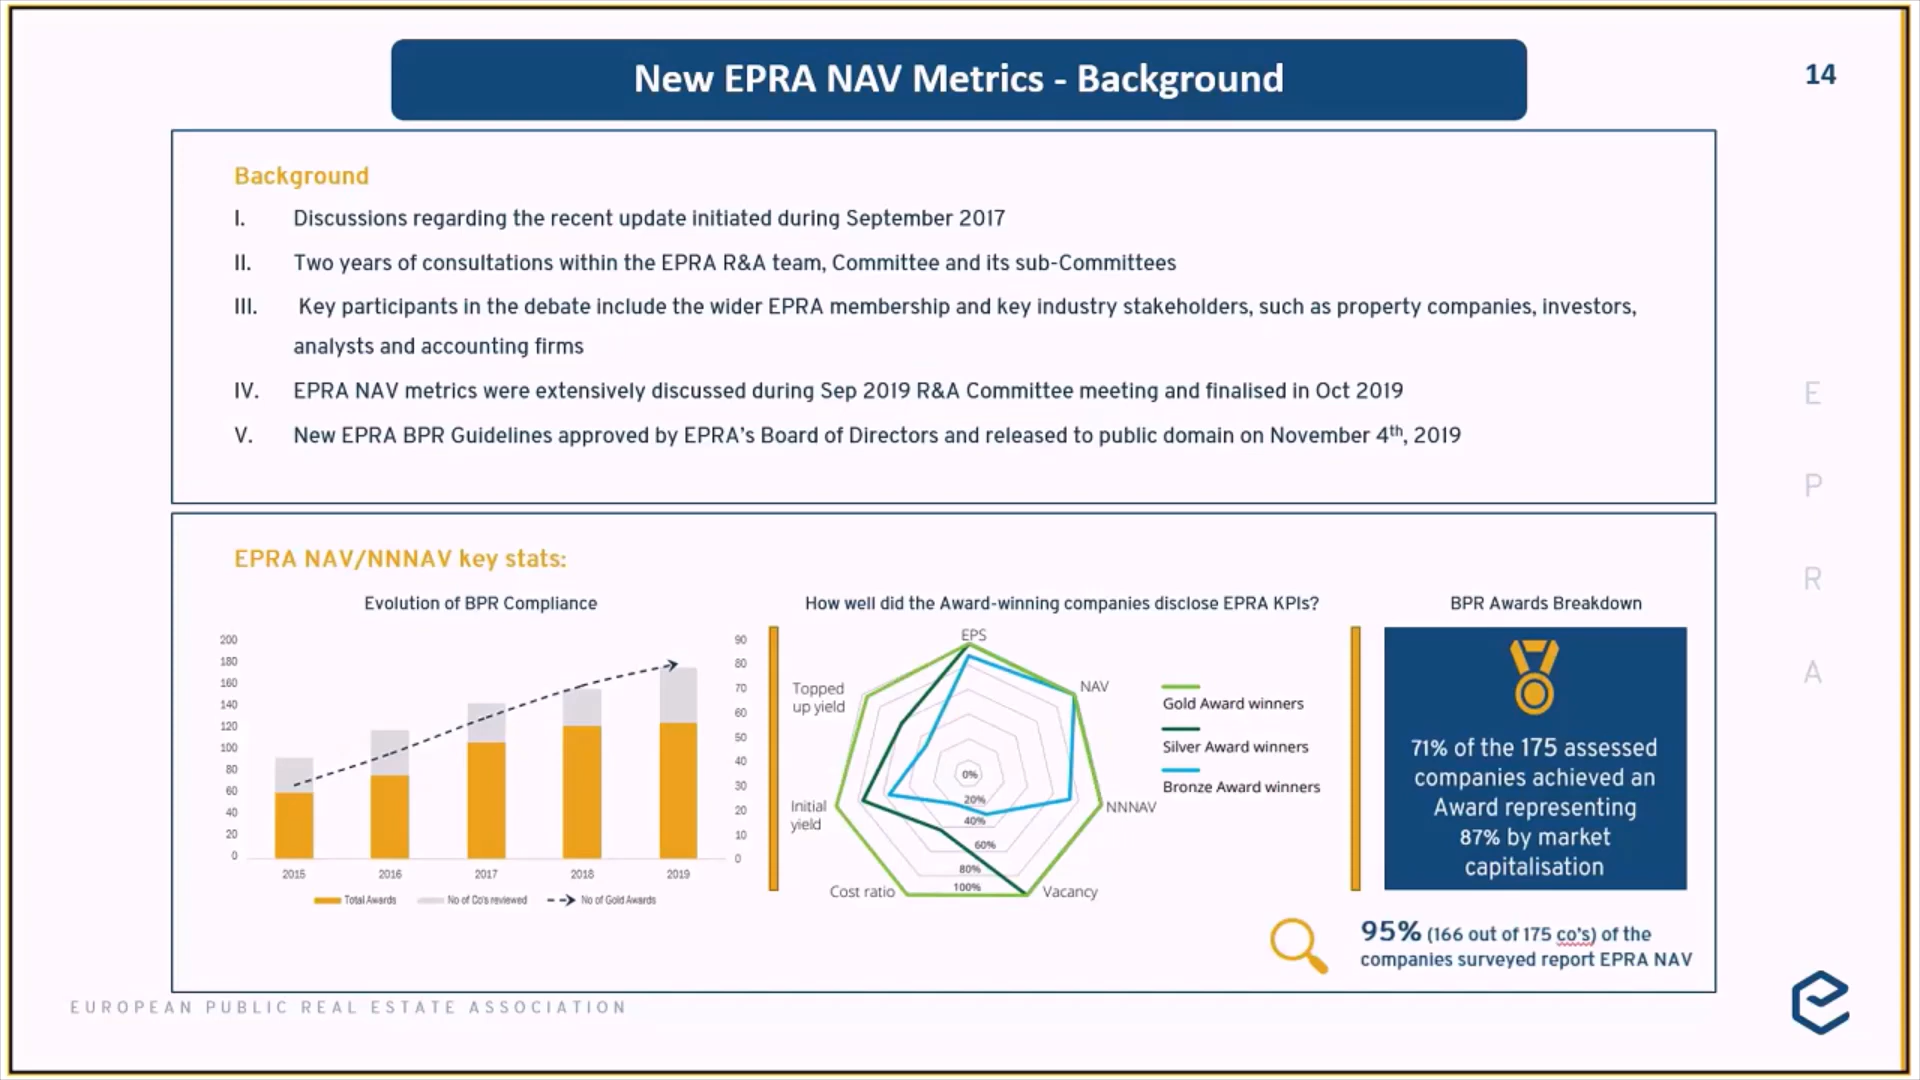 New EPRA NAV Metrics - Background
14
Background
I. Discussions regarding the recent update initiated during September 2017
II. Two years of consultations within the EPRA R&A team, Committee and its sub-Committees
III. Key participants in the debate include the wider EPRA membership and key industry stakeholders, such as property companies, investors,
analysts and accounting firms
IV. EPRA NAV metrics were extensively discussed during Sep 2019 R&A Committee meeting and finalised in Oct 2019
V. New EPRA BPR Guidelines approved by EPRA's Board of Directors and released to public domain on November 4th, 2019
E
P
R
A
EPRA NAV/NNNAV key stats:
Evolution of BPR Compliance
200
180
160
140
120
100
80
60
40
20
0
90
80
70
60
50
40
30
20
10
0
2015 2016 2017 2018 2019
Total Awards No of Co's reviewed No of Gold Awards
How well did the Award-winning companies disclose EPRA KPIs?
EPS
NAV
NNNAV
Vacancy
Cost ratio
Initial
yield
Topped
up yield
0%
20%
40%
60%
80%
100%
Gold Award winners
Silver Award winners
Bronze Award winners
BPR Awards Breakdown
71% of the 175 assessed
companies achieved an
Award representing
87% by market
capitalisation
95% (166 out of 175 co's) of the
companies surveyed report EPRA NAV
EUROPEAN PUBLIC REAL ESTATE ASSOCIATION